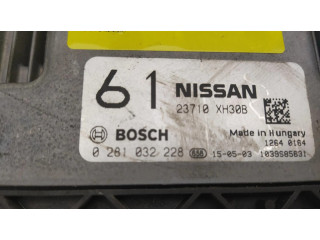 61 NISSAN
23710 XH30B
BOSCH
Made in Hungary
1264 0164
0 261 032 228 15-05-03 1039S85831